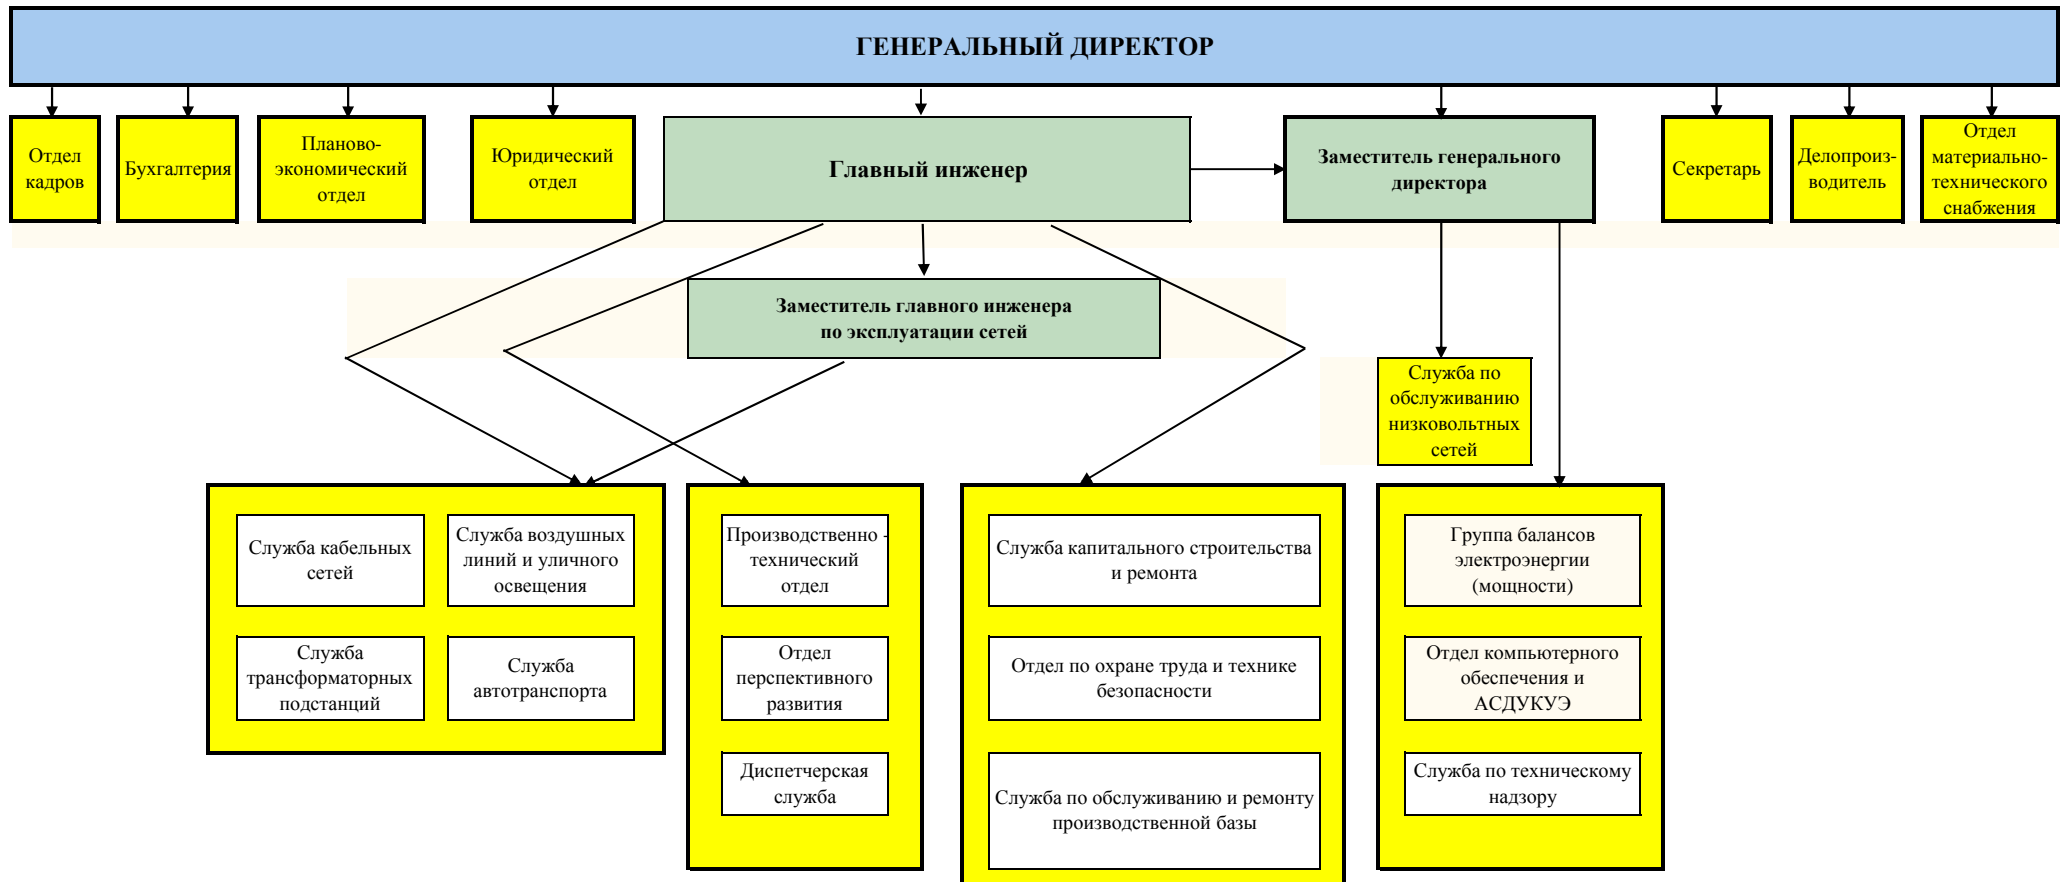 ГЕНЕРАЛЬНЫЙ ДИРЕКТОР
Отдел
кадров
Бухгалтерия
Планово-
экономический
отдел
Юридический
отдел
Главный инженер
Заместитель генерального
директора
Секретарь
Делопроиз-
водитель
Отдел
материально-
технического
снабжения
Заместитель главного инженера
по эксплуатации сетей
Служба по
обслуживанию
низковольтных
сетей
Служба кабельных
сетей
Служба воздушных
линий и уличного
освещения
Служба
трансформаторных
подстанций
Служба
автотранспорта
Производственно -
технический
отдел
Отдел
перспективного
развития
Диспетчерская
служба
Служба капитального строительства
и ремонта
Отдел по охране труда и технике
безопасности
Служба по обслуживанию и ремонту
производственной базы
Группа балансов
электроэнергии
(мощности)
Отдел компьютерного
обеспечения и
АСДУКУЭ
Служба по техническому
надзору